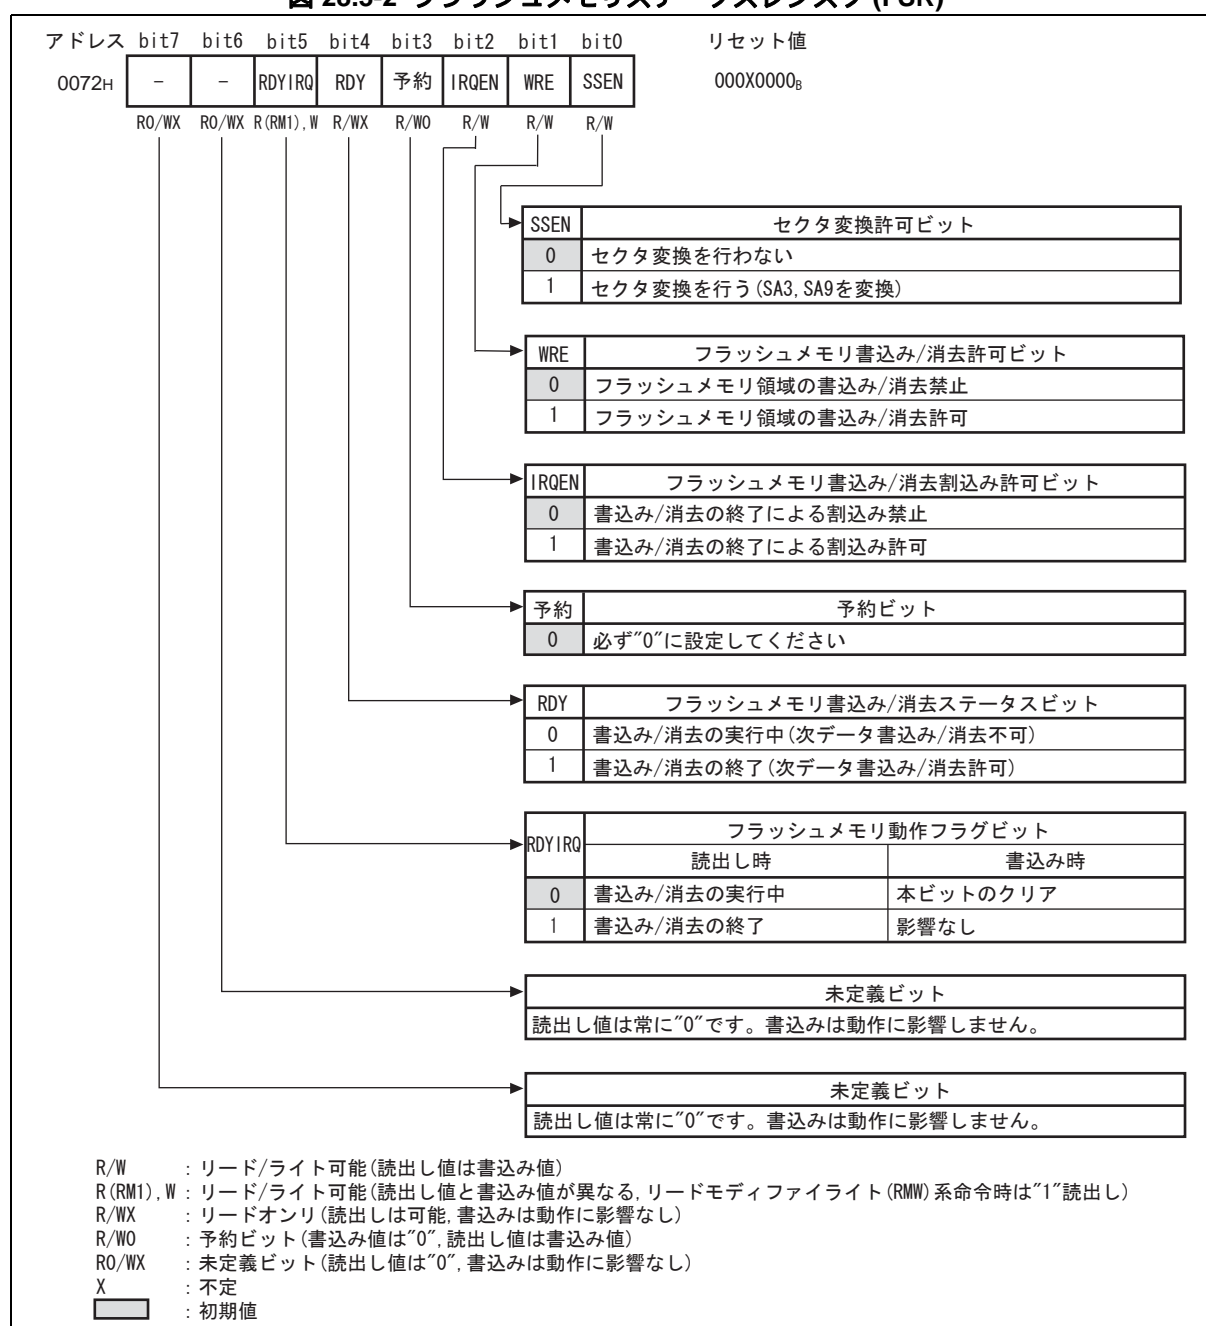 アドレス bit7 bit6 bit5 bit4 bit3 bit2 bit1 bit0 リセット値
0072H - - RDYIRQ RDY 予約 IRQEN WRE SSEN 000X0000B
R0/WX R0/WX R(RM1),W R/WX R/W0 R/W R/W R/W
SSEN セクタ変換許可ビット
0 セクタ変換を行わない
1 セクタ変換を行う(SA3,SA9を変換)
WRE フラッシュメモリ書込み/消去許可ビット
0 フラッシュメモリ領域の書込み/消去禁止
1 フラッシュメモリ領域の書込み/消去許可
IRQEN フラッシュメモリ書込み/消去割込み許可ビット
0 書込み/消去の終了による割込み禁止
1 書込み/消去の終了による割込み許可
予約 予約ビット
0 必ず"0"に設定してください
RDY フラッシュメモリ書込み/消去ステータスビット
0 書込み/消去の実行中(次データ書込み/消去不可)
1 書込み/消去の終了(次データ書込み/消去許可)
RDYIRQ フラッシュメモリ動作フラグビット
読出し時 書込み時
0 書込み/消去の実行中 本ビットのクリア
1 書込み/消去の終了 影響なし
未定義ビット
読出し値は常に"0"です。書込みは動作に影響しません。
未定義ビット
読出し値は常に"0"です。書込みは動作に影響しません。
R/W :リード/ライト可能(読出し値は書込み値)
R(RM1),W :リード/ライト可能(読出し値と書込み値が異なる,リードモディファイライト(RMW)系命令時は"1"読出し)
R/WX :リードオンリ(読出しは可能,書込みは動作に影響なし)
R/W0 :予約ビット(書込み値は"0",読出し値は書込み値)
R0/WX :未定義ビット(読出し値は"0",書込みは動作に影響なし)
X :不定
:初期値